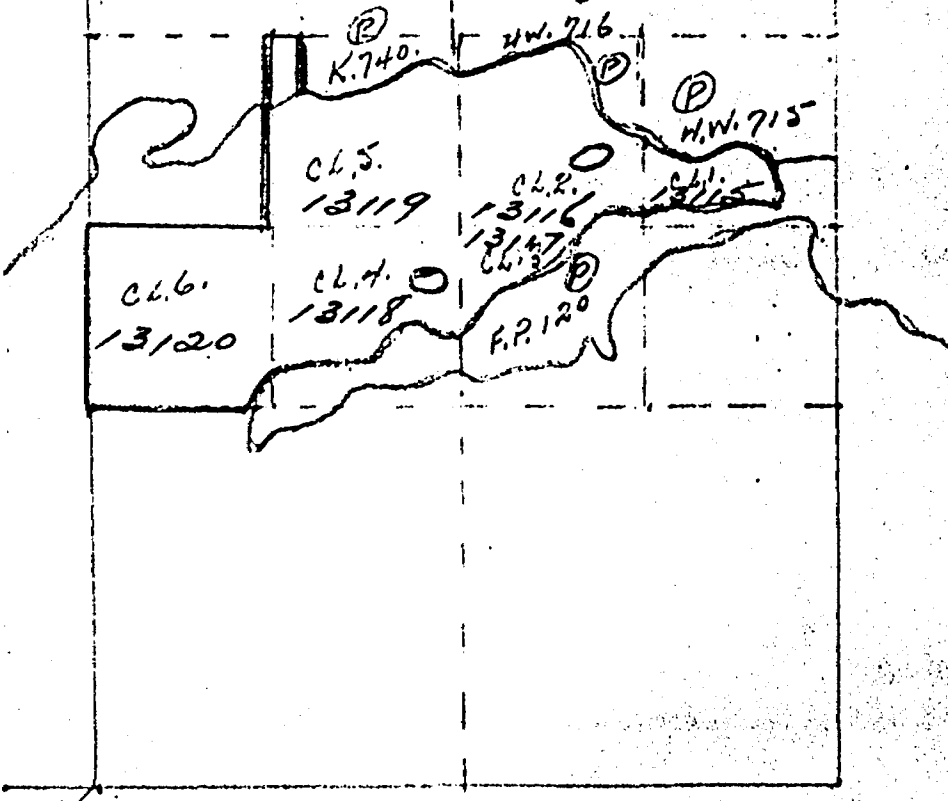 P
K.740.
H.W. 716
P
P
H.W. 715
CL.5.
13119
CL.2.
13116
CL.1.
13115
13117
CL.3
P
CL.6.
13120
CL.4.
13118
F.P. 120